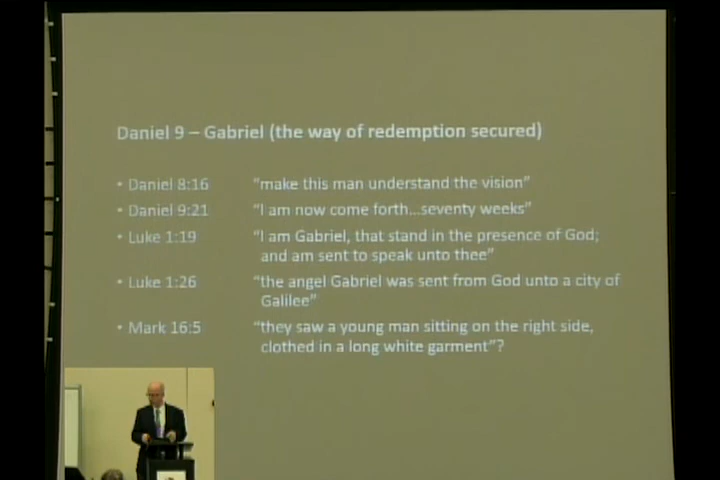 Daniel 9 – Gabriel (the way of redemption secured)
• Daniel 8:16 "make this man understand the vision"
• Daniel 9:21 "I am now come forth...seventy weeks"
• Luke 1:19 "I am Gabriel, that stand in the presence of God;
and am sent to speak unto thee"
• Luke 1:26 "the angel Gabriel was sent from God unto a city of
Galilee"
• Mark 16:5 "they saw a young man sitting on the right side,
clothed in a long white garment"?